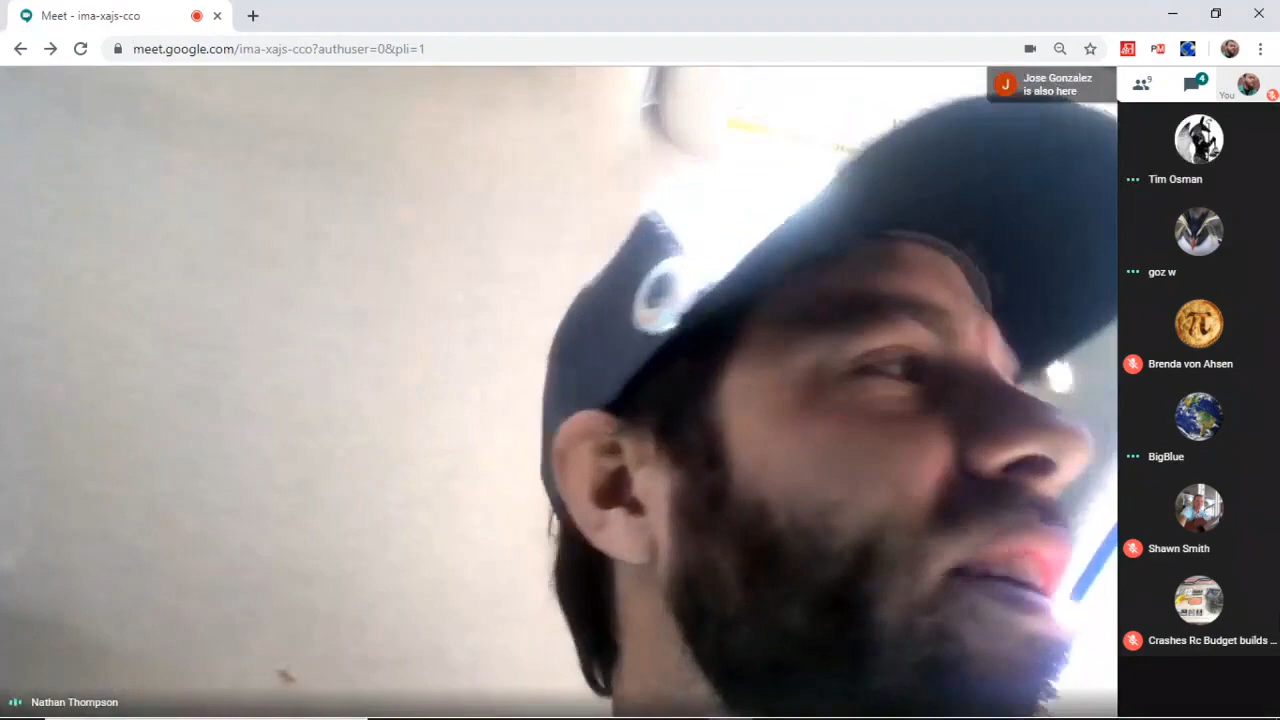 Meet - ima-xajs-cco
meet.google.com/ima-xajs-cco?authuser=0&pli=1
PM
J
Jose Gonzalez
is also here
9
4
You
Tim Osman
goz w
π
Brenda von Ahsen
BigBlue
Shawn Smith
Crashes Rc Budget builds ...
Nathan Thompson